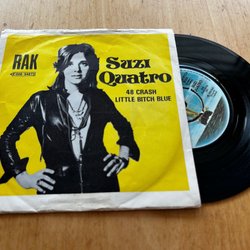 RAK
Suzi
Quatro
48 CRASH
LITTLE BITCH BLUE